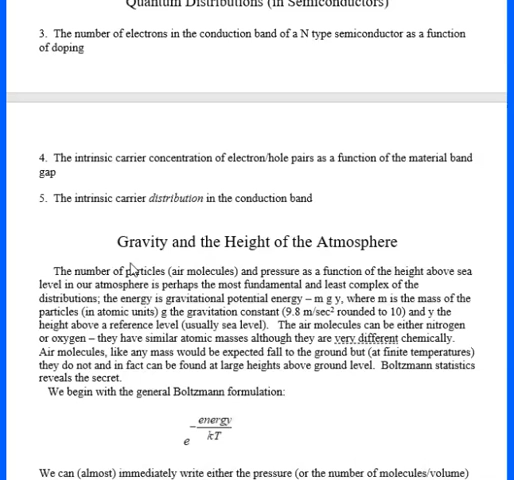 Quantum Distributions (in Semiconductors)
3. The number of electrons in the conduction band of a N type semiconductor as a function
of doping
4. The intrinsic carrier concentration of electron/hole pairs as a function of the material band
gap
5. The intrinsic carrier distribution in the conduction band
Gravity and the Height of the Atmosphere
The number of particles (air molecules) and pressure as a function of the height above sea
level in our atmosphere is perhaps the most fundamental and least complex of the
distributions; the energy is gravitational potential energy – m g y, where m is the mass of the
particles (in atomic units) g the gravitation constant (9.8 m/sec² rounded to 10) and y the
height above a reference level (usually sea level). The air molecules can be either nitrogen
or oxygen – they have similar atomic masses although they are very different chemically.
Air molecules, like any mass would be expected fall to the ground but (at finite temperatures)
they do not and in fact can be found at large heights above ground level. Boltzmann statistics
reveals the secret.
We begin with the general Boltzmann formulation:
e^(-energy/kT)
We can (almost) immediately write either the pressure (or the number of molecules/volume)